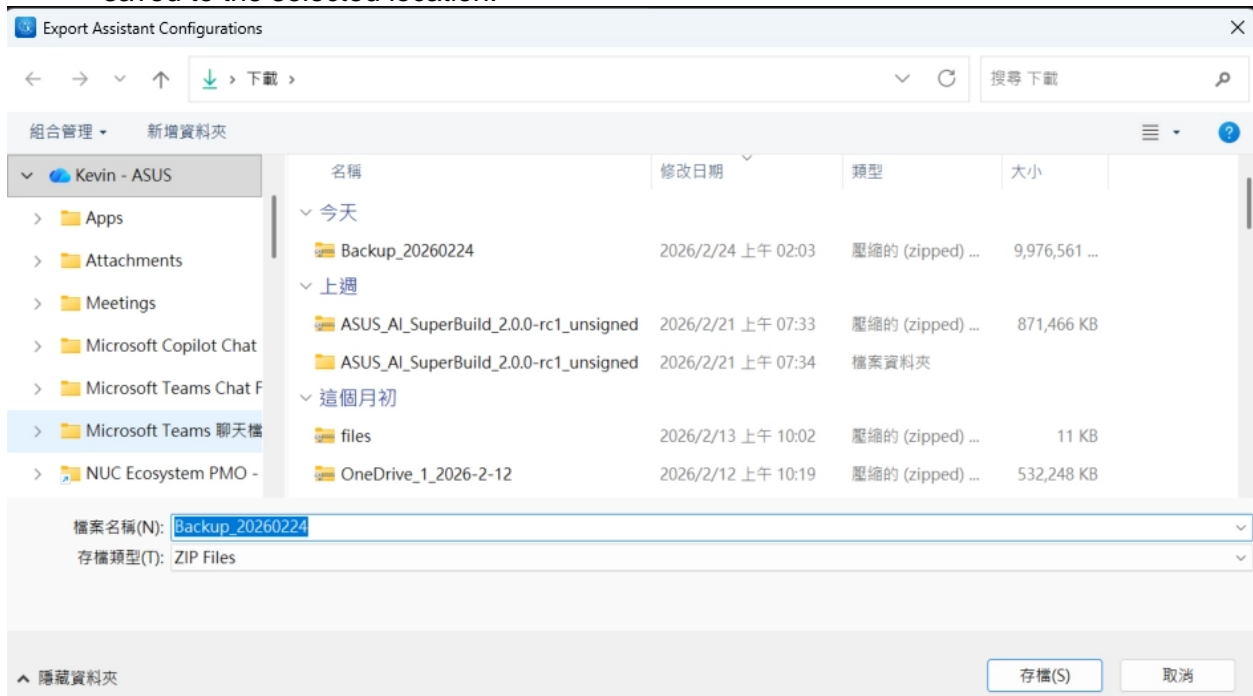 saved to the selected location.
Export Assistant Configurations
下載
搜尋 下載
組合管理
新增資料夾
Kevin - ASUS
Apps
Attachments
Meetings
Microsoft Copilot Chat
Microsoft Teams Chat F
Microsoft Teams 聊天檔
NUC Ecosystem PMO -
名稱 修改日期 類型 大小
今天
Backup_20260224 2026/2/24 上午 02:03 壓縮的 (zipped) ... 9,976,561 ...
上週
ASUS_AI_SuperBuild_2.0.0-rc1_unsigned 2026/2/21 上午 07:33 壓縮的 (zipped) ... 871,466 KB
ASUS_AI_SuperBuild_2.0.0-rc1_unsigned 2026/2/21 上午 07:34 檔案資料夾
這個月初
files 2026/2/13 上午 10:02 壓縮的 (zipped) ... 11 KB
OneDrive_1_2026-2-12 2026/2/12 上午 10:19 壓縮的 (zipped) ... 532,248 KB
檔案名稱(N): Backup_20260224
存檔類型(T): ZIP Files
隱藏資料夾
存檔(S) 取消